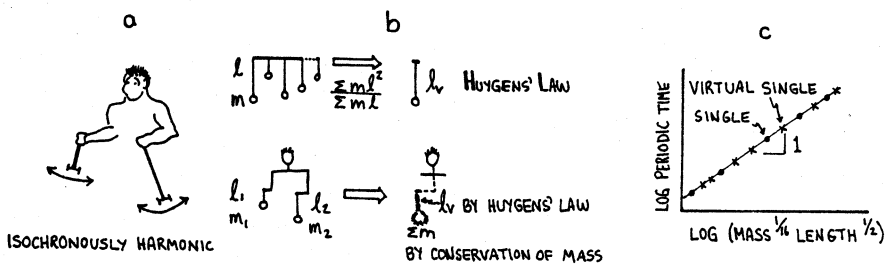 a
ISOCHRONOUSLY HARMONIC
b
l
m
Σml²
Σml
lᵥ HUYGENS' LAW
l₁
m₁
l₂
m₂
lᵥ BY HUYGENS' LAW
Σm
BY CONSERVATION OF MASS
c
LOG PERIODIC TIME
VIRTUAL SINGLE
SINGLE
1
LOG (MASS 1/16 LENGTH 1/2)